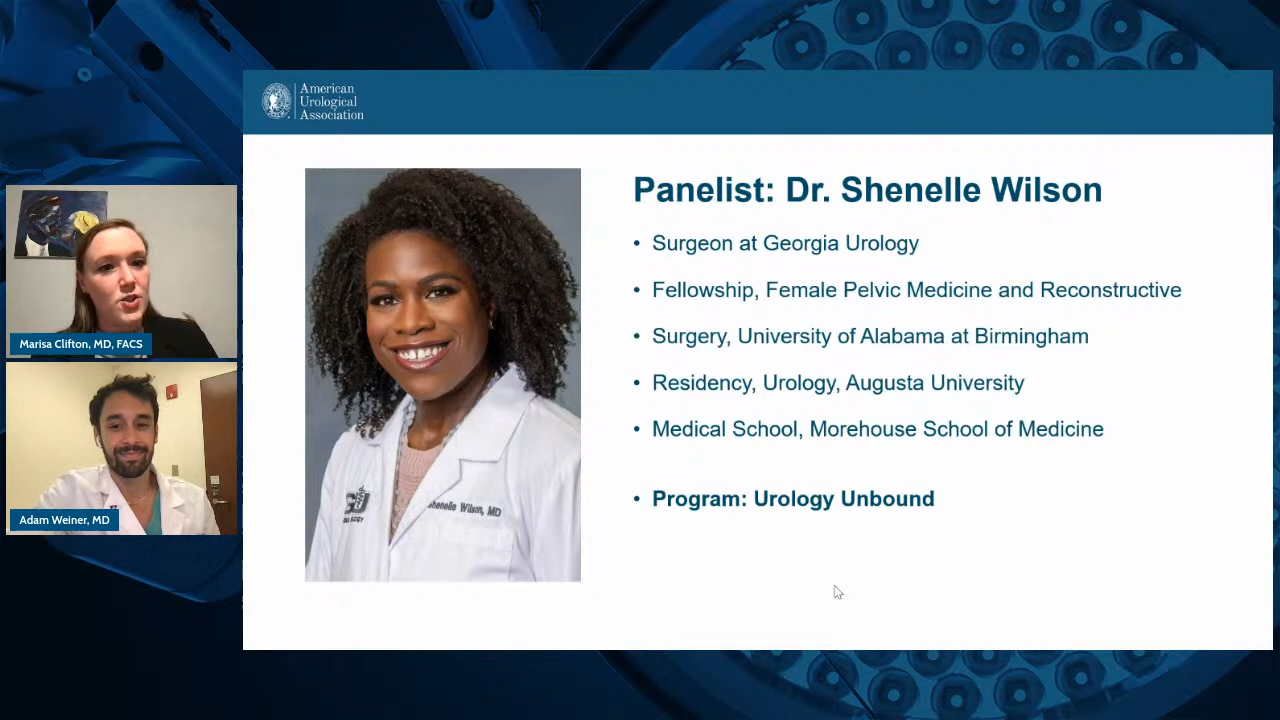 American
Urological
Association
Panelist: Dr. Shenelle Wilson
• Surgeon at Georgia Urology
• Fellowship, Female Pelvic Medicine and Reconstructive
• Surgery, University of Alabama at Birmingham
• Residency, Urology, Augusta University
• Medical School, Morehouse School of Medicine
• Program: Urology Unbound
Shenelle Wilson, MD
Marisa Clifton, MD, FACS
Adam Weiner, MD